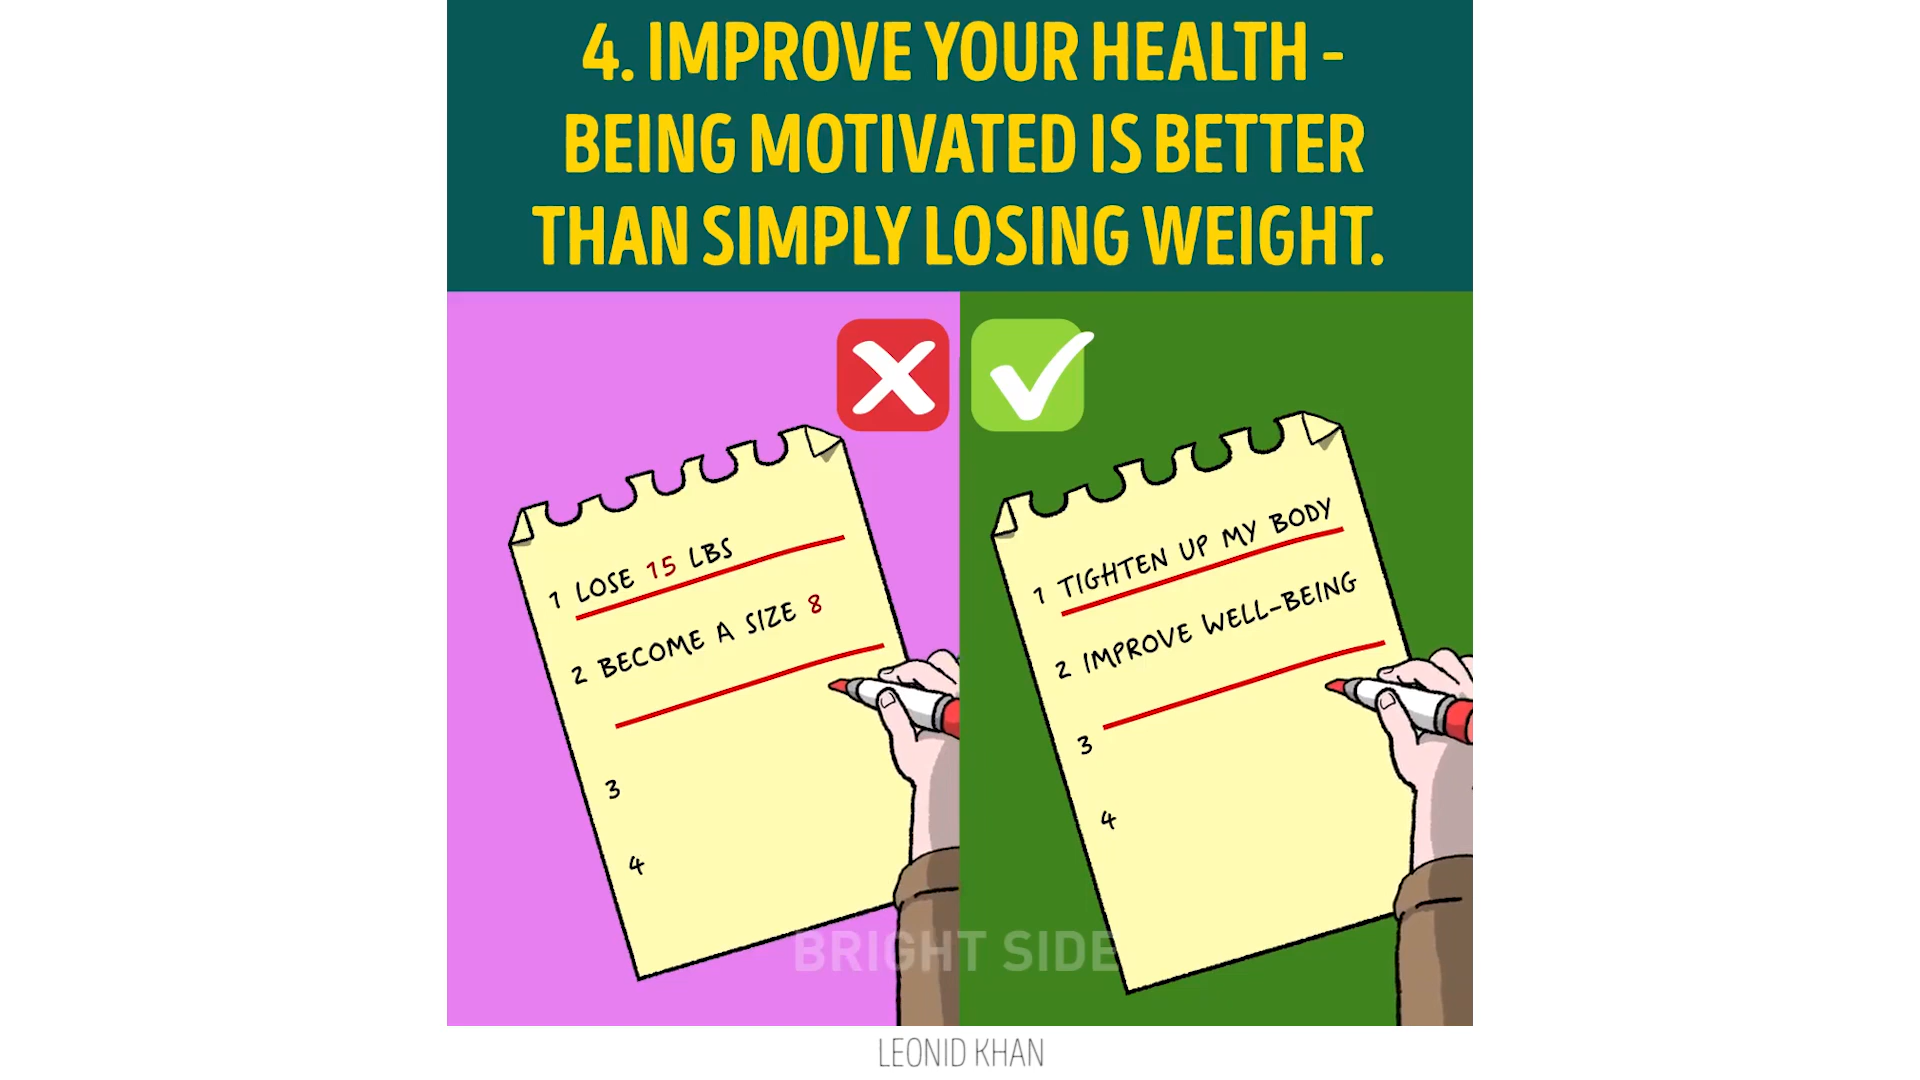 4. IMPROVE YOUR HEALTH -
BEING MOTIVATED IS BETTER
THAN SIMPLY LOSING WEIGHT.
1 LOSE 15 LBS
2 BECOME A SIZE 8
3
4
1 TIGHTEN UP MY BODY
2 IMPROVE WELL-BEING
3
4
BRIGHT SIDE
LEONID KHAN